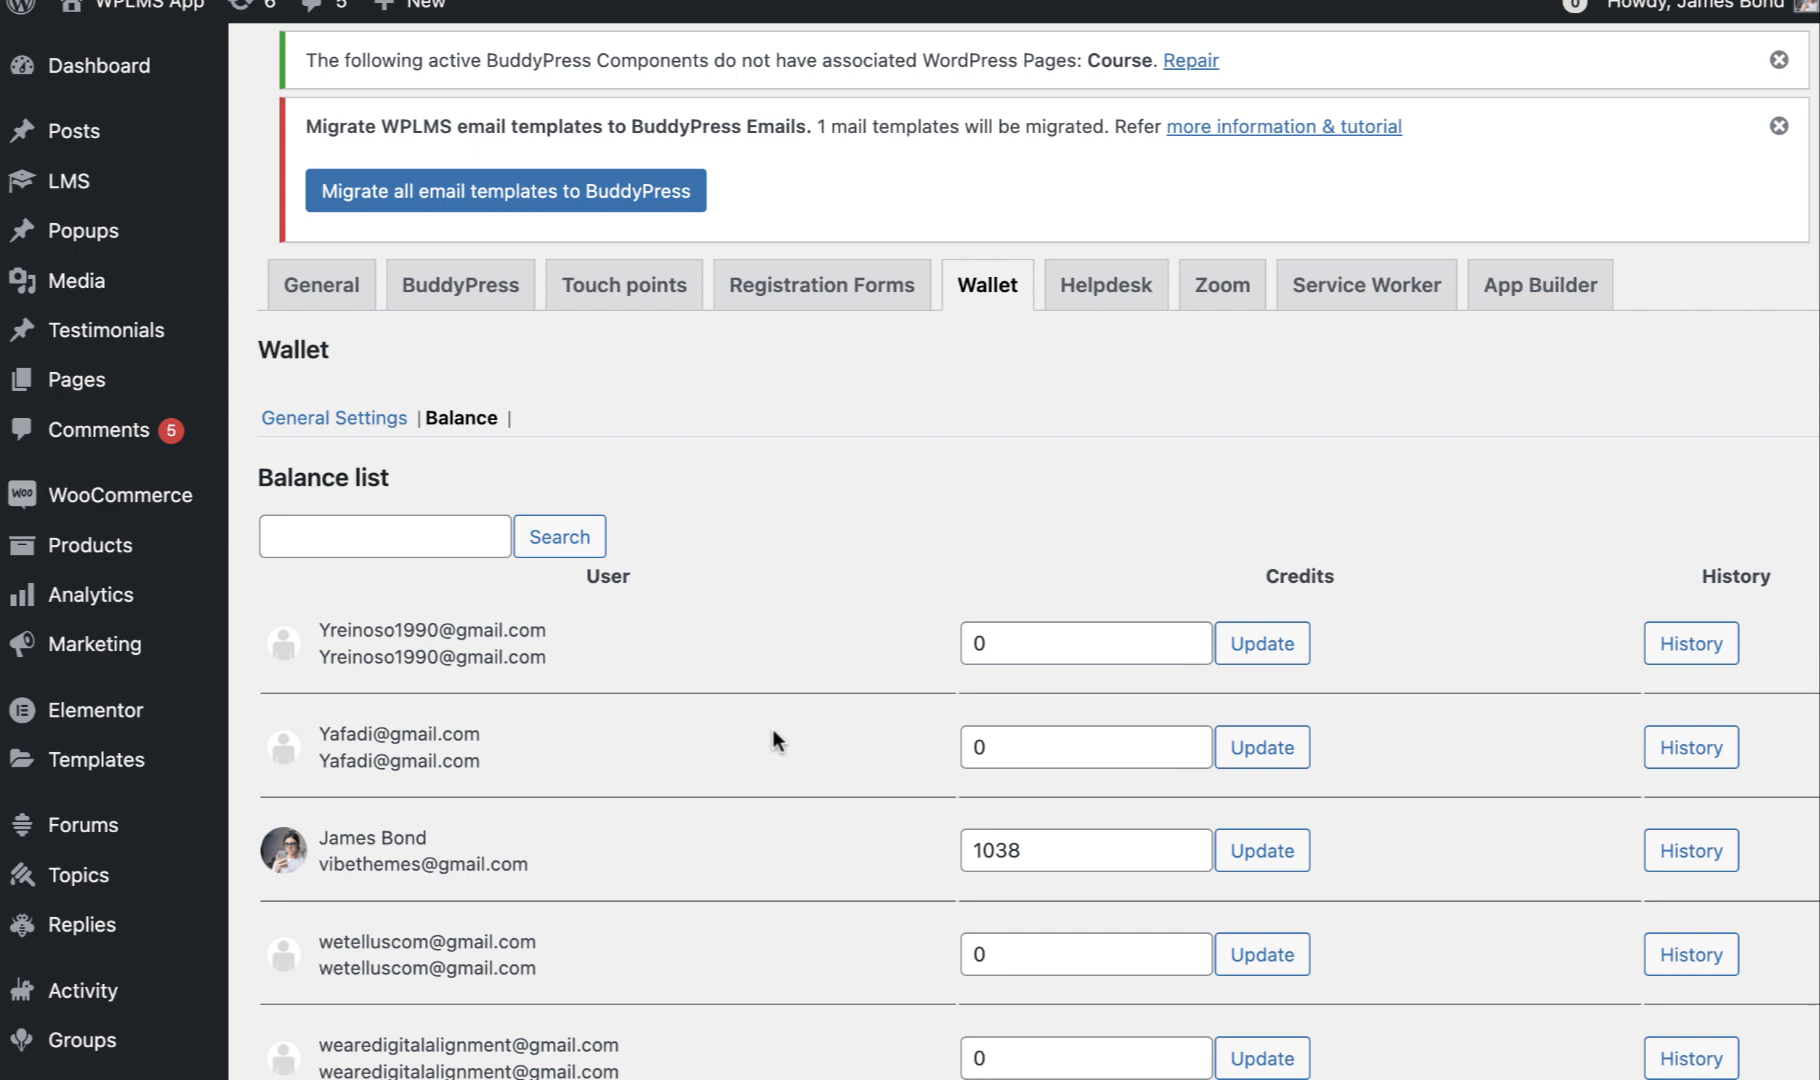 WPLMS App 6 5 New 0 Howdy, James Bond
Dashboard
Posts
LMS
Popups
Media
Testimonials
Pages
Comments 5
WooCommerce
Products
Analytics
Marketing
Elementor
Templates
Forums
Topics
Replies
Activity
Groups
The following active BuddyPress Components do not have associated WordPress Pages: Course. Repair
Migrate WPLMS email templates to BuddyPress Emails. 1 mail templates will be migrated. Refer more information & tutorial
Migrate all email templates to BuddyPress
General BuddyPress Touch points Registration Forms Wallet Helpdesk Zoom Service Worker App Builder
Wallet
General Settings | Balance |
Balance list
Search
User Credits History
Yreinoso1990@gmail.com
Yreinoso1990@gmail.com
0 Update History
Yafadi@gmail.com
Yafadi@gmail.com
0 Update History
James Bond
vibethemes@gmail.com
1038 Update History
wetelluscom@gmail.com
wetelluscom@gmail.com
0 Update History
wearedigitalalignment@gmail.com
wearedigitalalignment@gmail.com
0 Update History